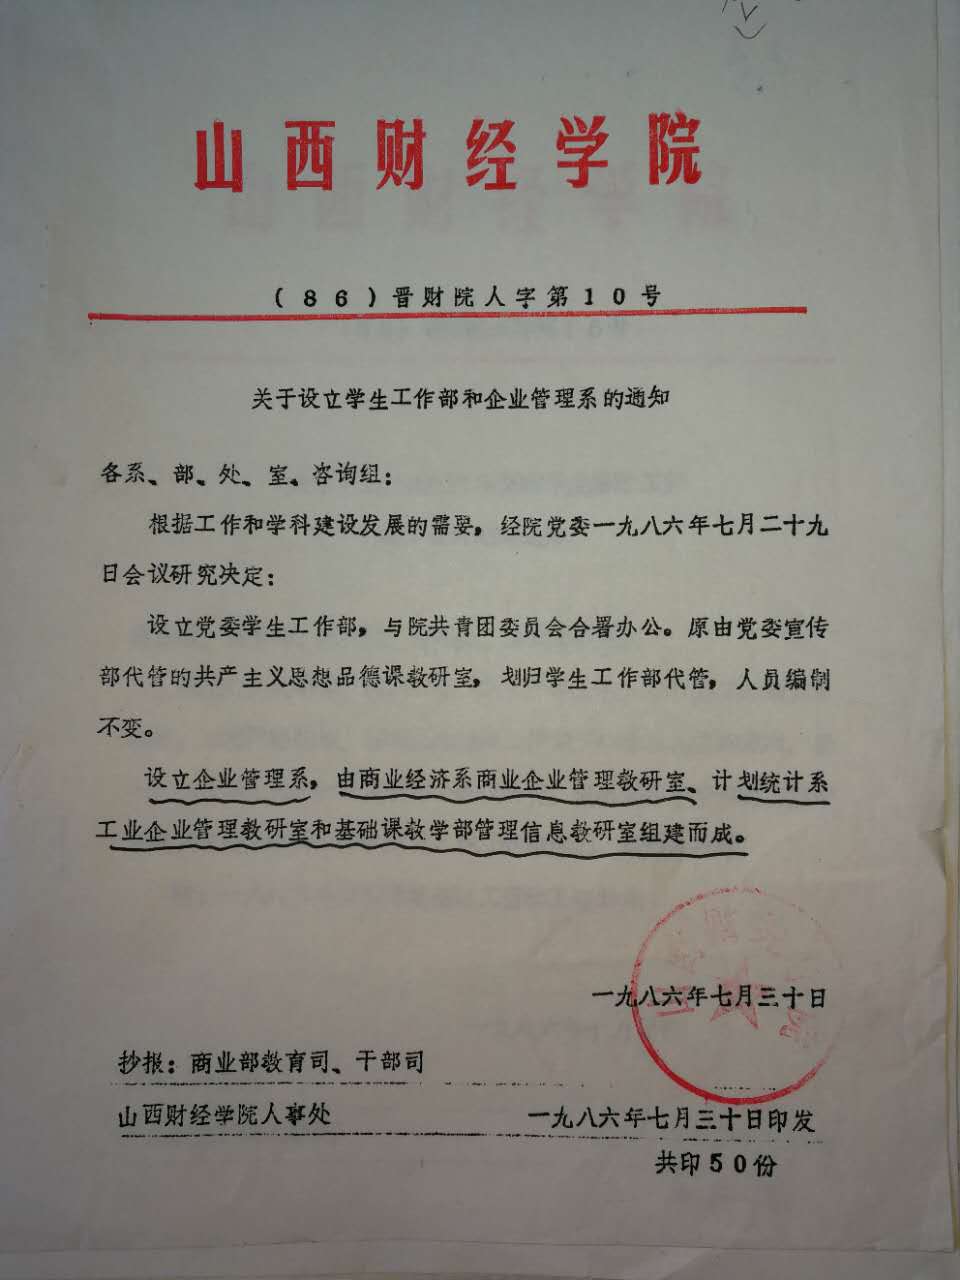 山西财经学院
（８６）晋财院人字第１０号
关于设立学生工作部和企业管理系的通知
各系、部、处、室、咨询组：
根据工作和学科建设发展的需要，经院党委一九八六年七月二十九
日会议研究决定：
设立党委学生工作部，与院共青团委员会合署办公。原由党委宣传
部代管的共产主义思想品德课教研室，划归学生工作部代管，人员编制
不变。
设立企业管理系，由商业经济系商业企业管理教研室、计划统计系
工业企业管理教研室和基础课教学部管理信息教研室组建而成。
一九八六年七月三十日
抄报：商业部教育司、干部司
山西财经学院人事处 一九八六年七月三十日印发
共印５０份